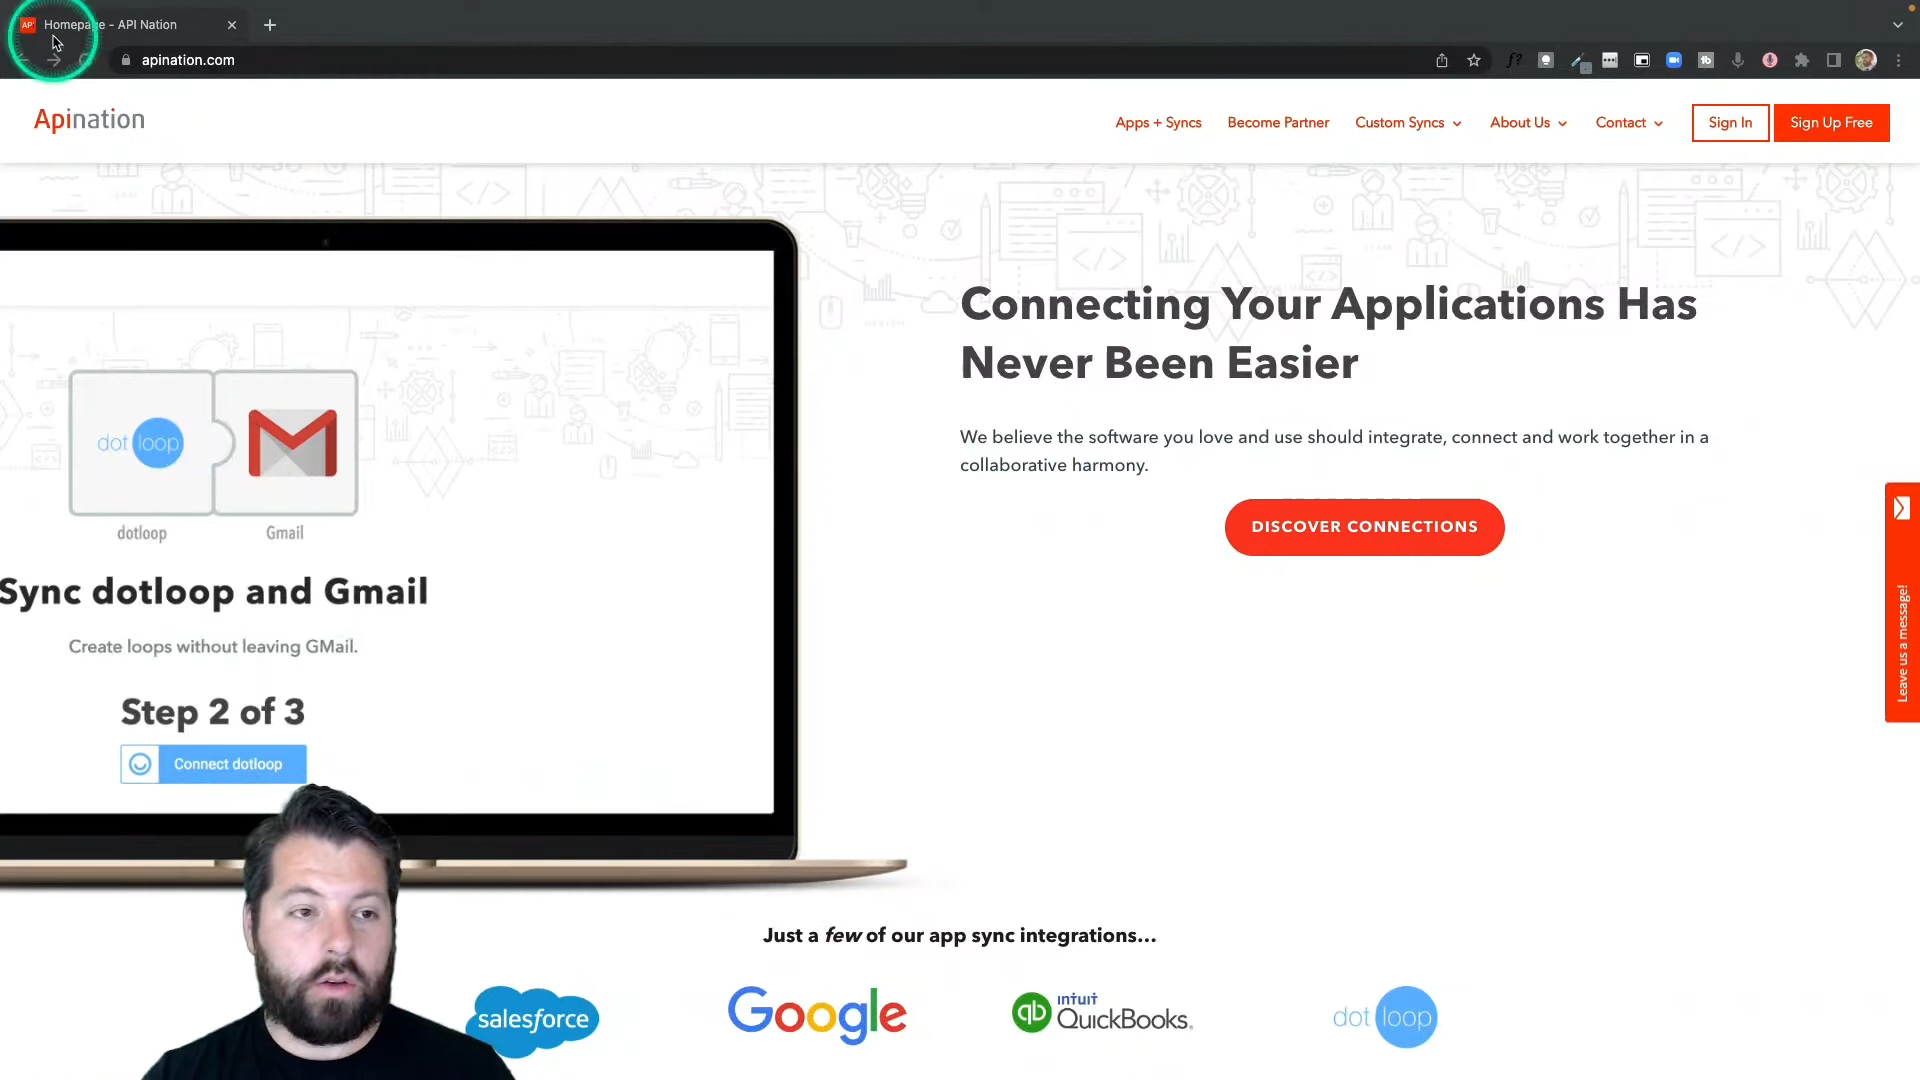 AP
Homepage - API Nation
apination.com
Apination
Apps + Syncs
Become Partner
Custom Syncs
About Us
Contact
Sign In
Sign Up Free
Connecting Your Applications Has
Never Been Easier
We believe the software you love and use should integrate, connect and work together in a
collaborative harmony.
DISCOVER CONNECTIONS
dot loop
dotloop
Gmail
Sync dotloop and Gmail
Create loops without leaving GMail.
Step 2 of 3
Connect dotloop
Leave us a message!
Just a few of our app sync integrations...
salesforce
Google
qb
intuit
QuickBooks.
dot loop